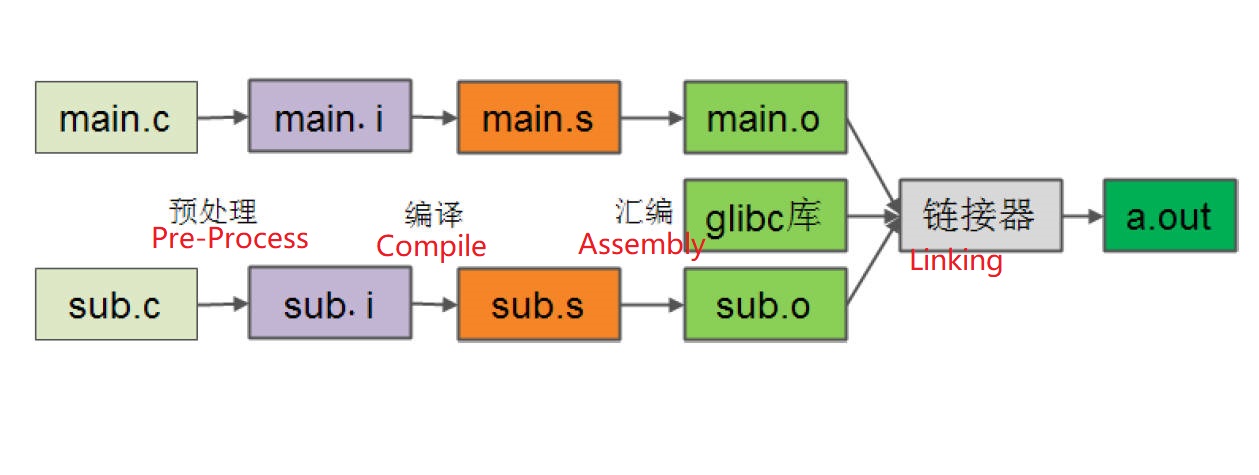 main.c
main.i
main.s
main.o
预处理
Pre-Process
编译
Compile
汇编
Assembly
glibc库
链接器
Linking
a.out
sub.c
sub.i
sub.s
sub.o